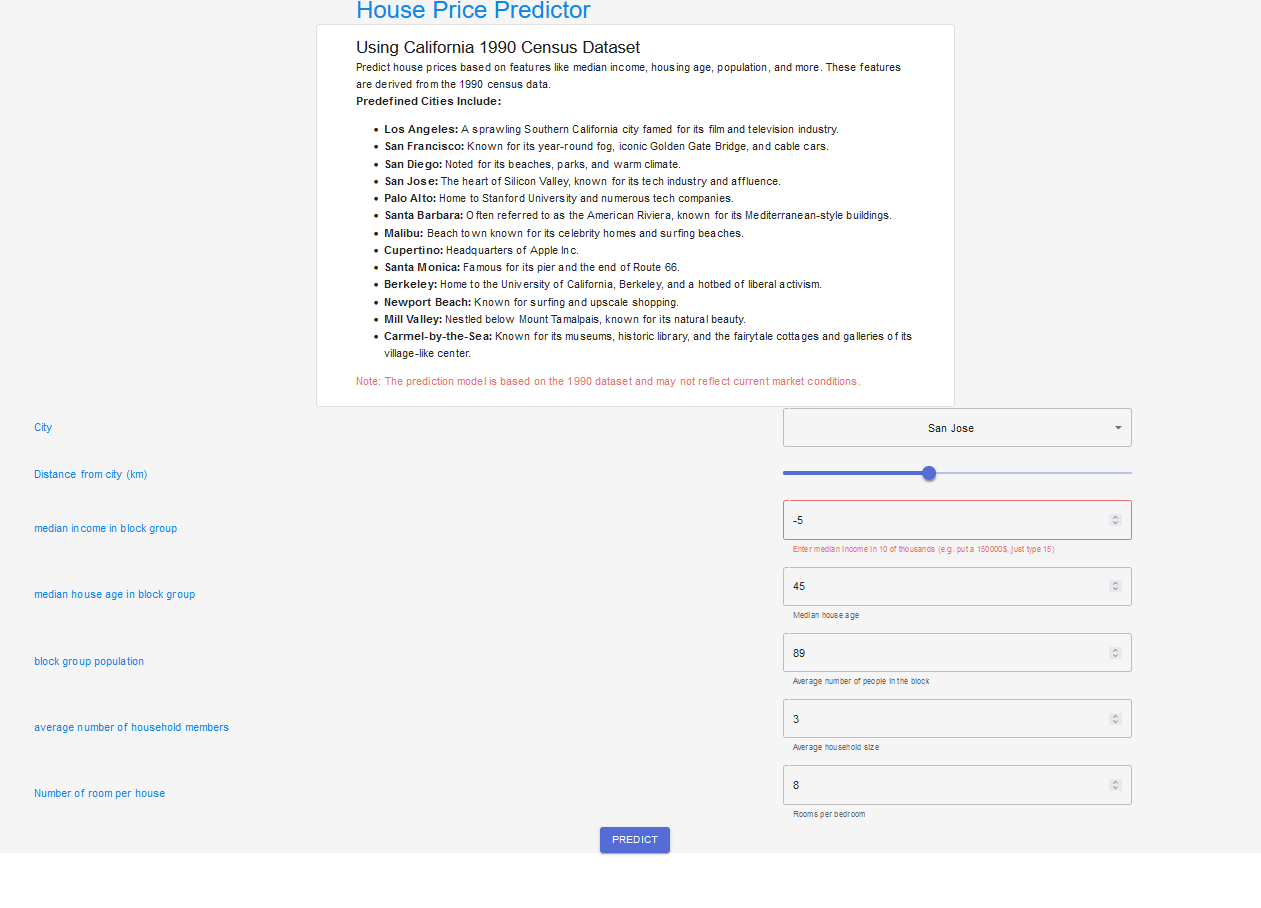 House Price Predictor
Using California 1990 Census Dataset
Predict house prices based on features like median income, housing age, population, and more. These features
are derived from the 1990 census data.
Predefined Cities Include:
• Los Angeles: A sprawling Southern California city famed for its film and television industry.
• San Francisco: Known for its year-round fog, iconic Golden Gate Bridge, and cable cars.
• San Diego: Noted for its beaches, parks, and warm climate.
• San Jose: The heart of Silicon Valley, known for its tech industry and affluence.
• Palo Alto: Home to Stanford University and numerous tech companies.
• Santa Barbara: Often referred to as the American Riviera, known for its Mediterranean-style buildings.
• Malibu: Beach town known for its celebrity homes and surfing beaches.
• Cupertino: Headquarters of Apple Inc.
• Santa Monica: Famous for its pier and the end of Route 66.
• Berkeley: Home to the University of California, Berkeley, and a hotbed of liberal activism.
• Newport Beach: Known for surfing and upscale shopping.
• Mill Valley: Nestled below Mount Tamalpais, known for its natural beauty.
• Carmel-by-the-Sea: Known for its museums, historic library, and the fairytale cottages and galleries of its
village-like center.
Note: The prediction model is based on the 1990 dataset and may not reflect current market conditions.
City
San Jose
Distance from city (km)
median income in block group
-5
Enter median income in 10 of thousands (e.g. put a 150000$, just type 15)
median house age in block group
45
Median house age
block group population
89
Average number of people in the block
average number of household members
3
Average household size
Number of room per house
8
Rooms per bedroom
PREDICT